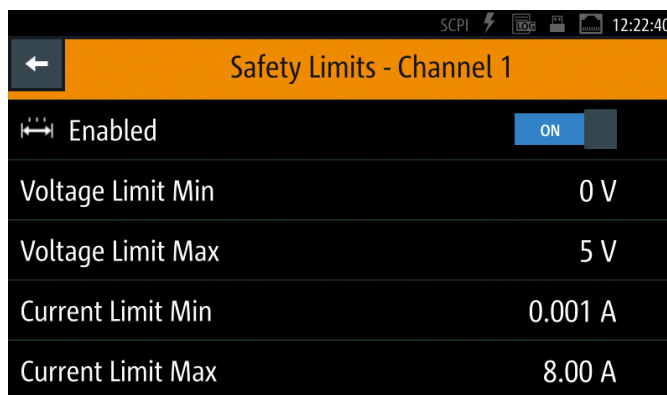 SCPI LOG 12:22:40
Safety Limits - Channel 1
Enabled ON
Voltage Limit Min 0 V
Voltage Limit Max 5 V
Current Limit Min 0.001 A
Current Limit Max 8.00 A